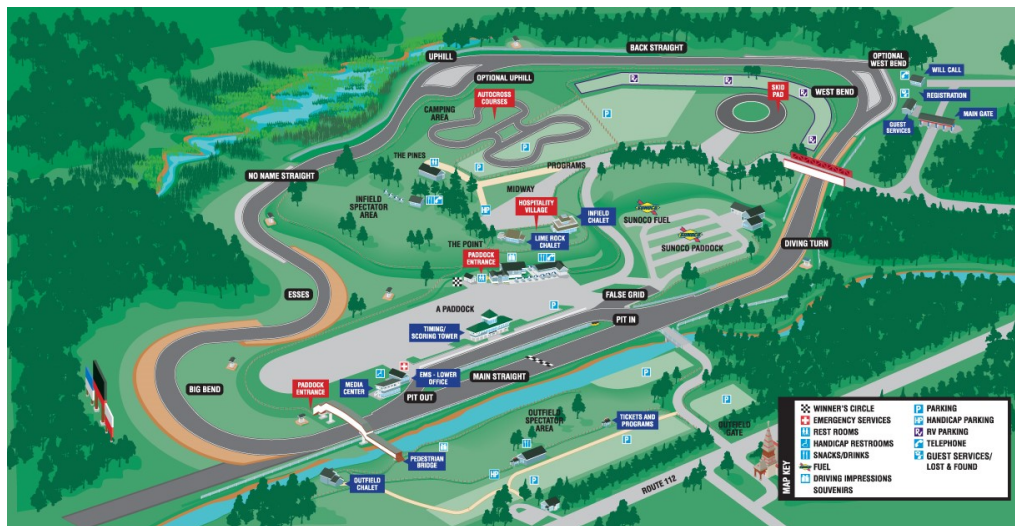 BACK STRAIGHT
UPHILL
OPTIONAL
WEST BEND
OPTIONAL UPHILL
WILL CALL
AUTOCROSS
COURSES
SKID
PAD
WEST BEND
REGISTRATION
CAMPING
AREA
MAIN GATE
GUEST
SERVICES
THE PINES
PROGRAMS
NO NAME STRAIGHT
MIDWAY
INFIELD
SPECTATOR
AREA
HOSPITALITY
VILLAGE
INFIELD
CHALET
SUNOCO FUEL
SUNOCO
LIME ROCK
CHALET
SUNOCO
SUNOCO PADDOCK
THE POINT
DIVING TURN
PADDOCK
ENTRANCE
ESSES
FALSE GRID
A PADDOCK
PIT IN
TIMING/
SCORING TOWER
MAIN STRAIGHT
EMS - LOWER
OFFICE
MEDIA
CENTER
PADDOCK
ENTRANCE
BIG BEND
PIT OUT
OUTFIELD
SPECTATOR
AREA
TICKETS AND
PROGRAMS
OUTFIELD
GATE
PEDESTRIAN
BRIDGE
OUTFIELD
CHALET
ROUTE 112
MAP KEY
WINNER'S CIRCLE
EMERGENCY SERVICES
REST ROOMS
HANDICAP RESTROOMS
SNACKS/DRINKS
FUEL
DRIVING IMPRESSIONS
SOUVENIRS
P PARKING
HP HANDICAP PARKING
RV RV PARKING
TELEPHONE
GUEST SERVICES/
LOST & FOUND